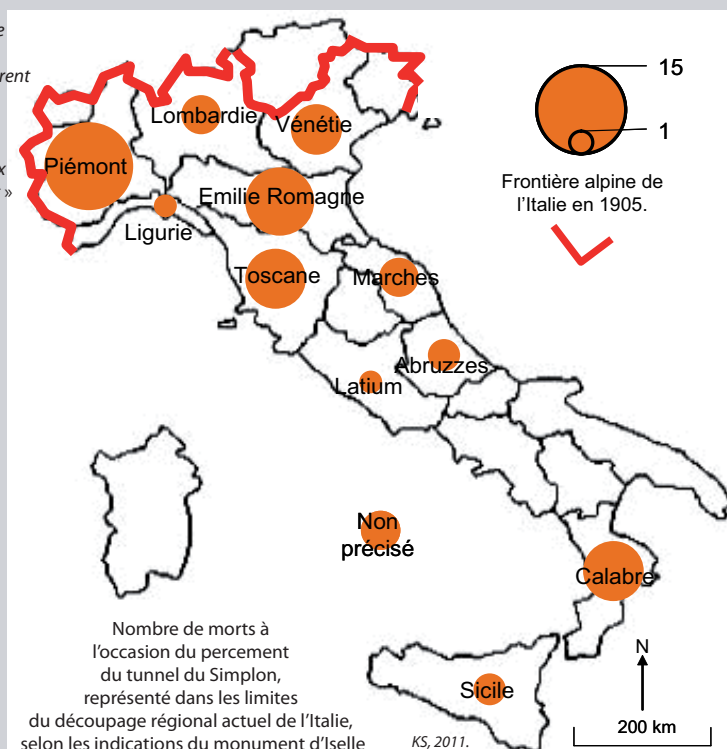 e
rent
x
»
Lombardie
Vénétie
Piémont
Emilie Romagne
Ligurie
Toscane
Marches
Abruzzes
Latium
Non
précisé
Calabre
Sicile
15
1
Frontière alpine de
l'Italie en 1905.
Nombre de morts à
l'occasion du percement
du tunnel du Simplon,
représenté dans les limites
du découpage régional actuel de l'Italie,
selon les indications du monument d'Iselle
KS, 2011.
N
200 km